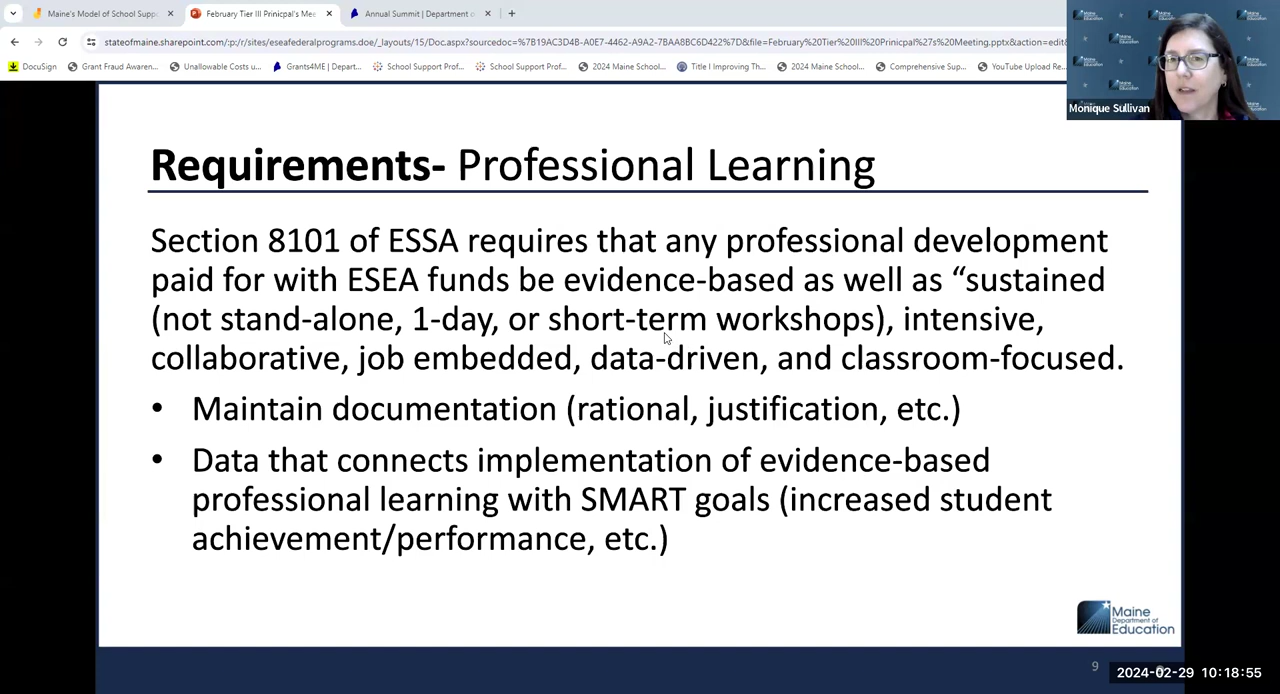 Maine's Model of School Suppo
February Tier III Prinicpal's Mee
Annual Summit | Department o
stateofmaine.sharepoint.com/:p:/r/sites/eseafederalprograms.doe/_layouts/15/Doc.aspx?sourcedoc=%7B19AC3D4B-A0E7-4462-A9A2-7BAA8BC6D422%7D&file=February%20Tier%20III%20Prinicpal%27s%20Meeting.pptx&action=edit
DocuSign
Grant Fraud Awaren...
Unallowable Costs u...
Grants4ME | Depart...
School Support Prof...
School Support Prof...
2024 Maine School...
Title I Improving Th...
2024 Maine School...
Comprehensive Sup...
YouTube Upload Re...
Monique Sullivan
Requirements- Professional Learning
Section 8101 of ESSA requires that any professional development
paid for with ESEA funds be evidence-based as well as “sustained
(not stand-alone, 1-day, or short-term workshops), intensive,
collaborative, job embedded, data-driven, and classroom-focused.
• Maintain documentation (rational, justification, etc.)
• Data that connects implementation of evidence-based
professional learning with SMART goals (increased student
achievement/performance, etc.)
Maine
Department of
Education
9
2024-02-29 10:18:55